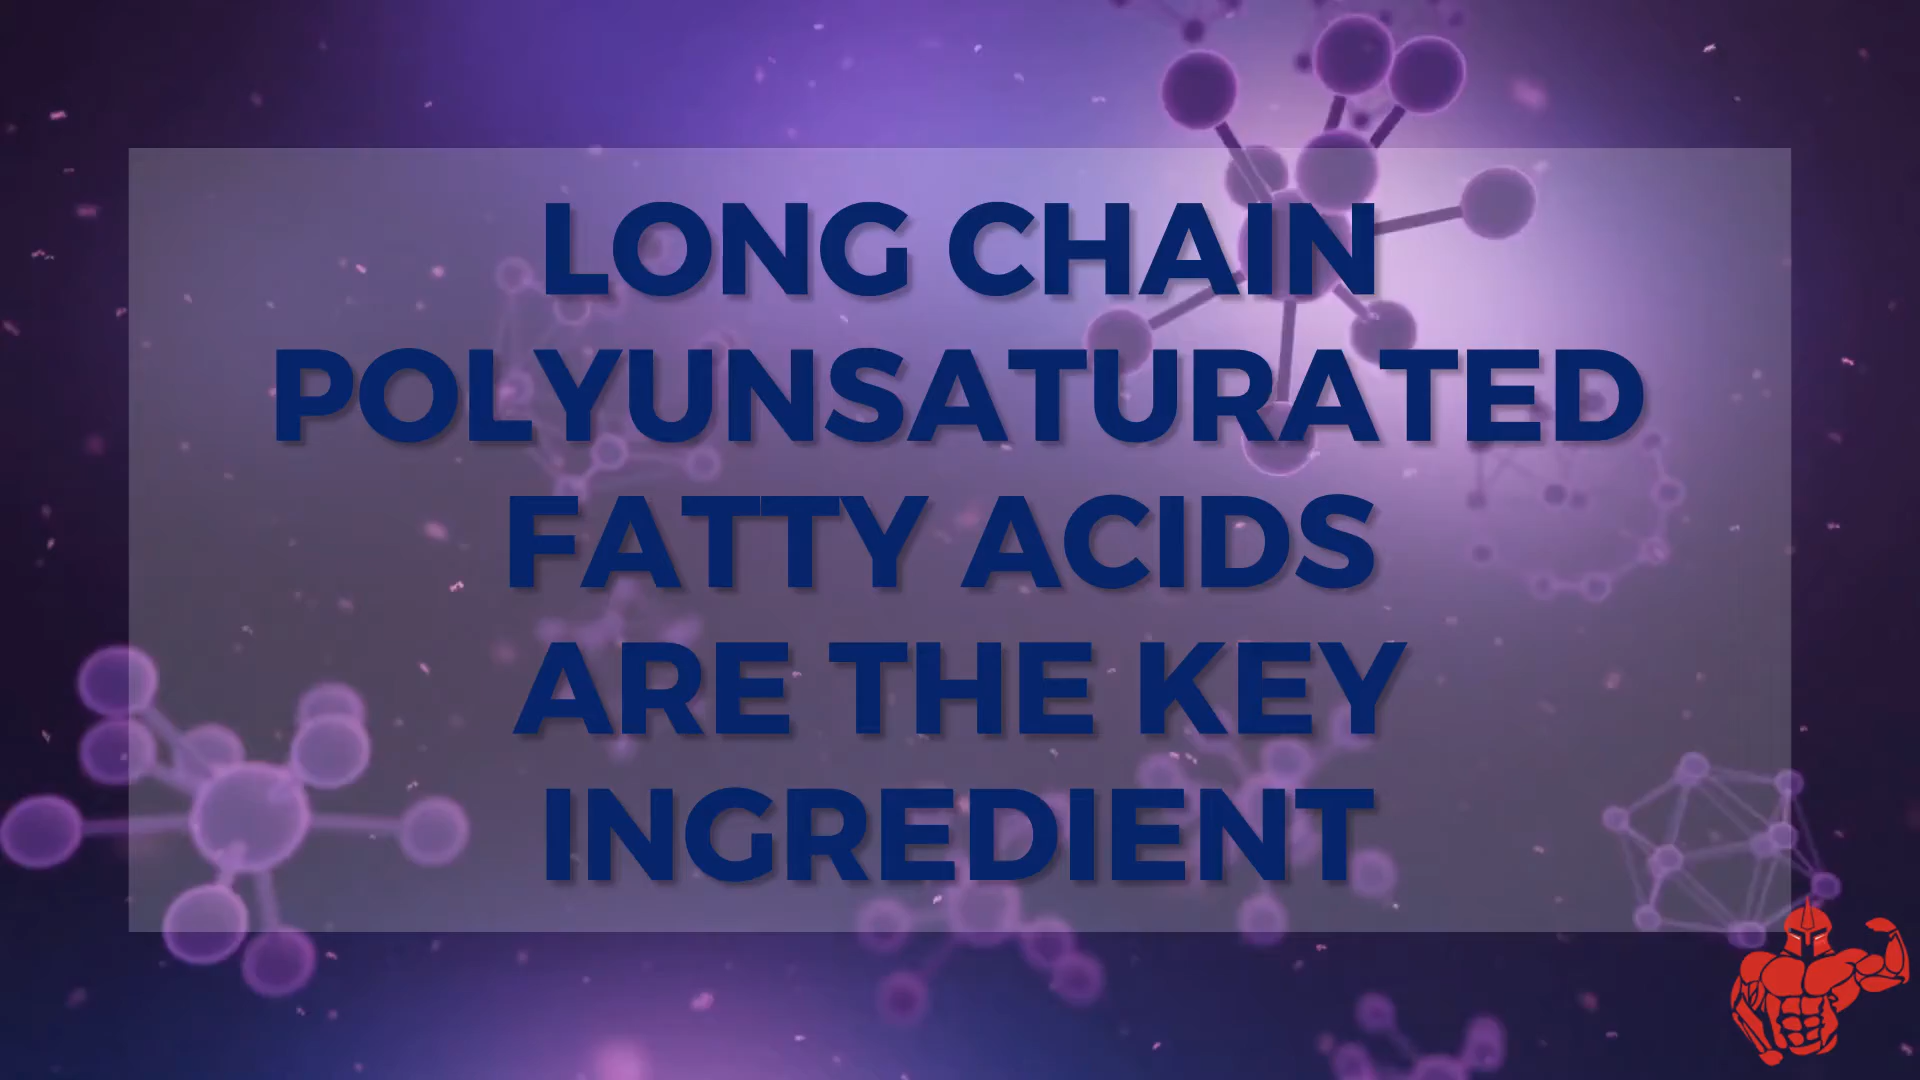 LONG CHAIN
POLYUNSATURATED
FATTY ACIDS
ARE THE KEY
INGREDIENT